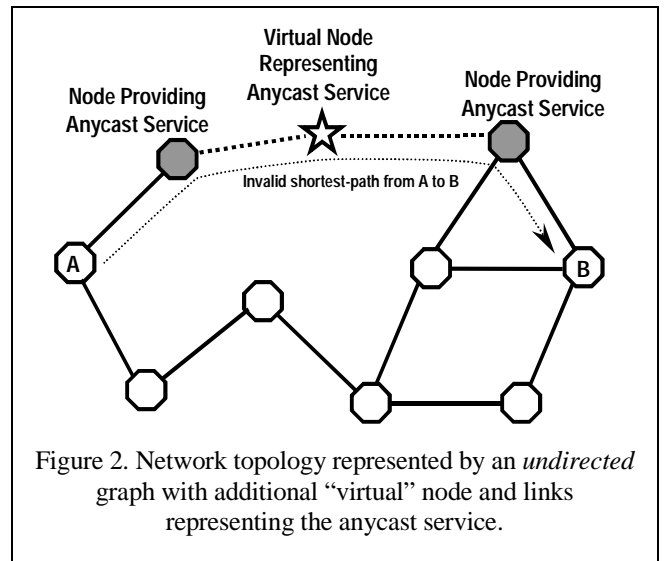 Virtual Node
Representing
Anycast Service
Node Providing
Anycast Service
Node Providing
Anycast Service
Invalid shortest-path from A to B
A
B
Figure 2. Network topology represented by an undirected
graph with additional “virtual” node and links
representing the anycast service.